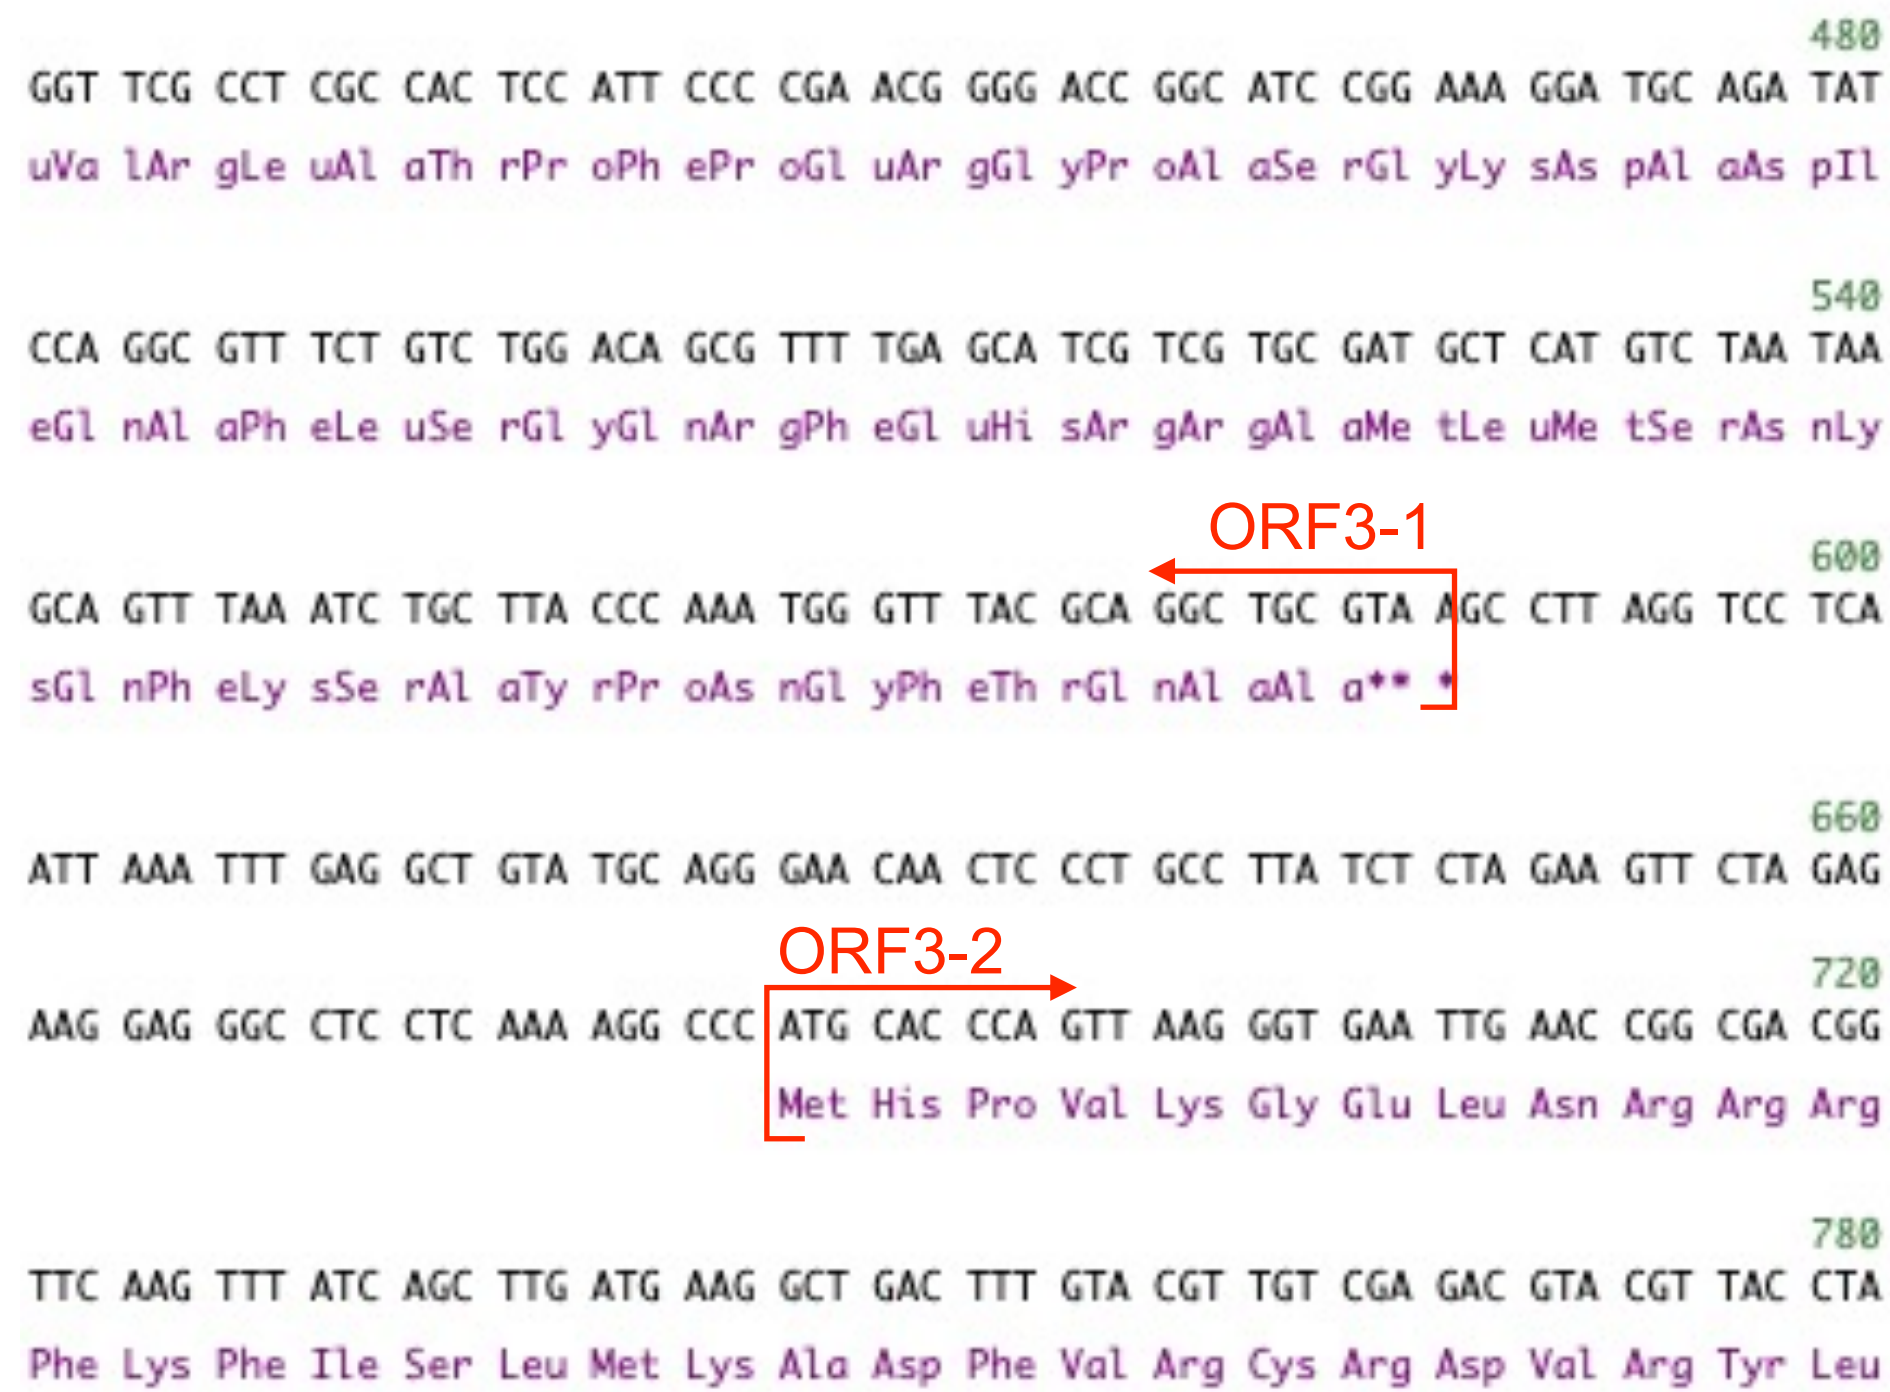 480
GGT TCG CCT CGC CAC TCC ATT CCC CGA ACG GGG ACC GGC ATC CGG AAA GGA TGC AGA TAT
uVa lAr gLe uAl aTh rPr oPh ePr oGl uAr gGl yPr oAl aSe rGl yLy sAs pAl aAs pIl
540
CCA GGC GTT TCT GTC TGG ACA GCG TTT TGA GCA TCG TCG TGC GAT GCT CAT GTC TAA TAA
eGl nAl aPh eLe uSe rGl yGl nAr gPh eGl uHi sAr gAr gAl aMe tLe uMe tSe rAs nLy
ORF3-1
600
GCA GTT TAA ATC TGC TTA CCC AAA TGG GTT TAC GCA GGC TGC GTA AGC CTT AGG TCC TCA
sGl nPh eLy sSe rAl aTy rPr oAs nGl yPh eTh rGl nAl aAl a** *
660
ATT AAA TTT GAG GCT GTA TGC AGG GAA CAA CTC CCT GCC TTA TCT CTA GAA GTT CTA GAG
ORF3-2
720
AAG GAG GGC CTC CTC AAA AGG CCC ATG CAC CCA GTT AAG GGT GAA TTG AAC CGG CGA CGG
Met His Pro Val Lys Gly Glu Leu Asn Arg Arg Arg
780
TTC AAG TTT ATC AGC TTG ATG AAG GCT GAC TTT GTA CGT TGT CGA GAC GTA CGT TAC CTA
Phe Lys Phe Ile Ser Leu Met Lys Ala Asp Phe Val Arg Cys Arg Asp Val Arg Tyr Leu